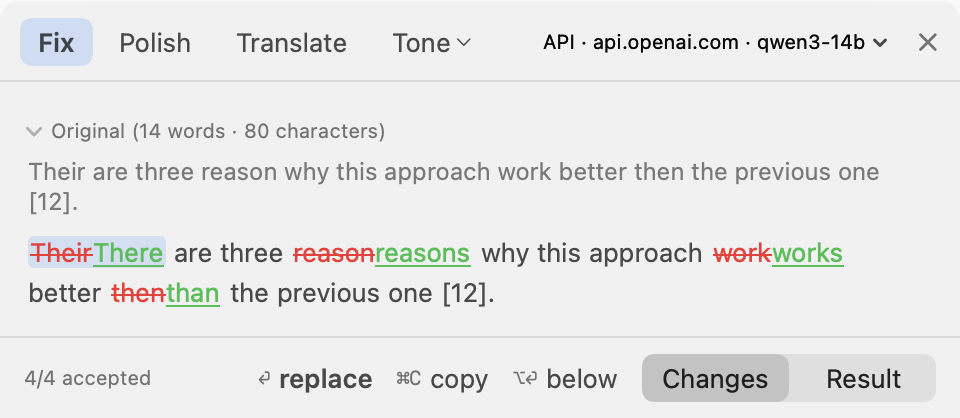 Fix Polish Translate Tone API · api.openai.com · qwen3-14b
Original (14 words · 80 characters)
Their are three reason why this approach work better then the previous one
[12].
TheirThere are three reasonreasons why this approach workworks
better thenthan the previous one [12].
4/4 accepted ⏎ replace ⌘C copy ⌥⏎ below Changes Result